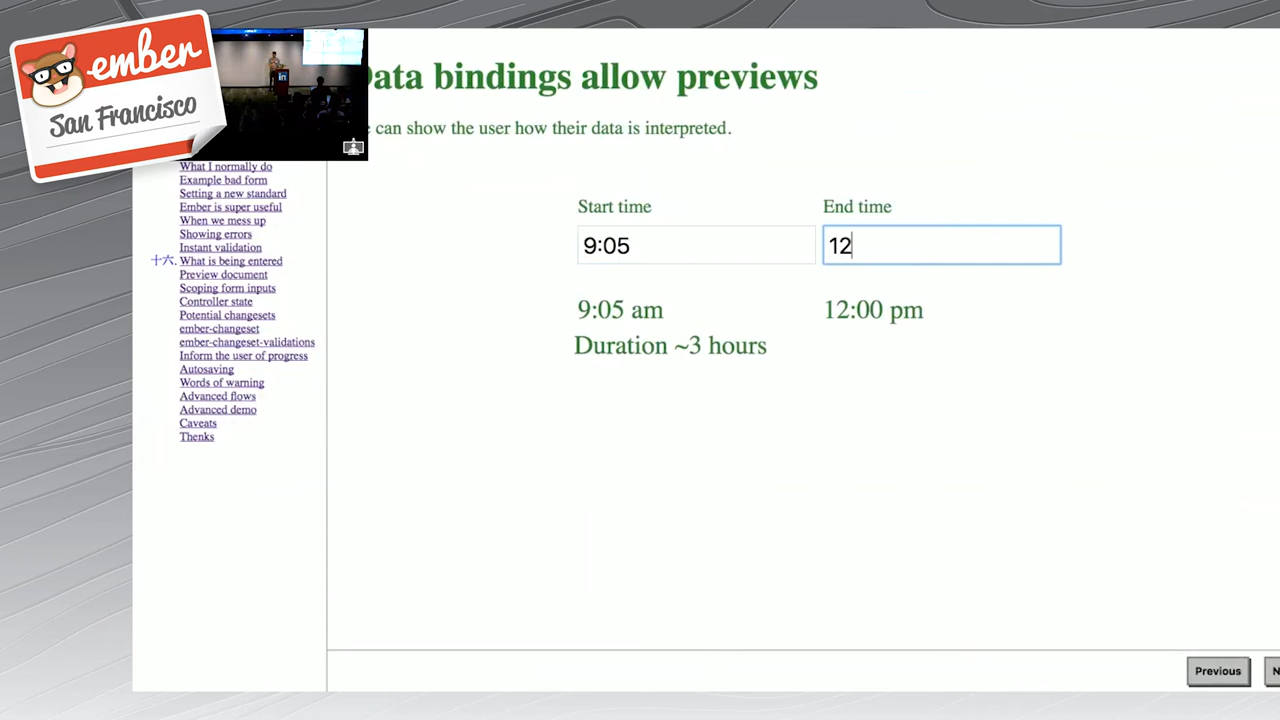 ember
San Francisco
in
ata bindings allow previews
e can show the user how their data is interpreted.
What I normally do
Example bad form
Setting a new standard
Ember is super useful
When we mess up
Showing errors
Instant validation
十六. What is being entered
Preview document
Scoping form inputs
Controller state
Potential changesets
ember-changeset
ember-changeset-validations
Inform the user of progress
Autosaving
Words of warning
Advanced flows
Advanced demo
Caveats
Thenks
Start time
End time
9:05
12
9:05 am
12:00 pm
Duration ~3 hours
Previous
N